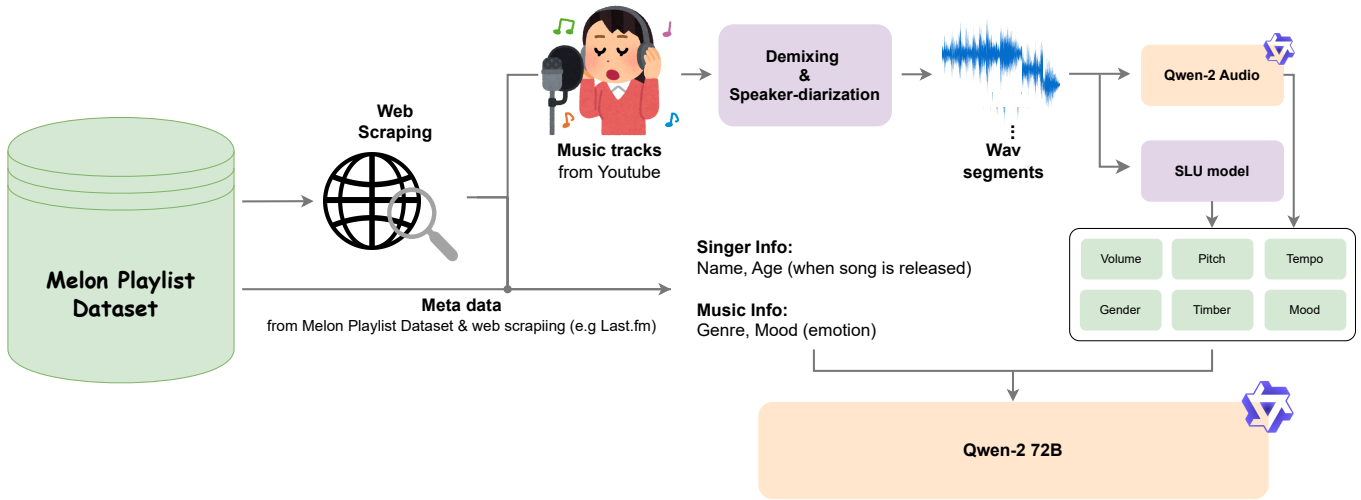 Melon Playlist
Dataset
Web
Scraping
Music tracks
from Youtube
Demixing
&
Speaker-diarization
Wav
segments
Qwen-2 Audio
SLU model
Volume
Pitch
Tempo
Gender
Timber
Mood
Meta data
from Melon Playlist Dataset & web scrapiing (e.g Last.fm)
Singer Info:
Name, Age (when song is released)
Music Info:
Genre, Mood (emotion)
Qwen-2 72B